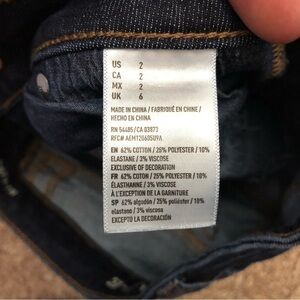 US 2
CA 2
MX 2
UK 6
MADE IN CHINA / FABRIQUÉ EN CHINE /
HECHO EN CHINA
RN 54485/CA 03973
RFC# AEM1206DSU9A
EN 62% COTTON / 25% POLYESTER / 10%
ELASTANE / 3% VISCOSE
EXCLUSIVE OF DECORATION
FR 62% COTON / 25% POLYESTER / 10%
ÉLASTHANNE / 3% VISCOSE
À L'EXCEPTION DE LA GARNITURE
SP 62% algodón / 25% poliéster / 10%
elastano / 3% viscosa
EXCEPTO LA DECORACIÓN